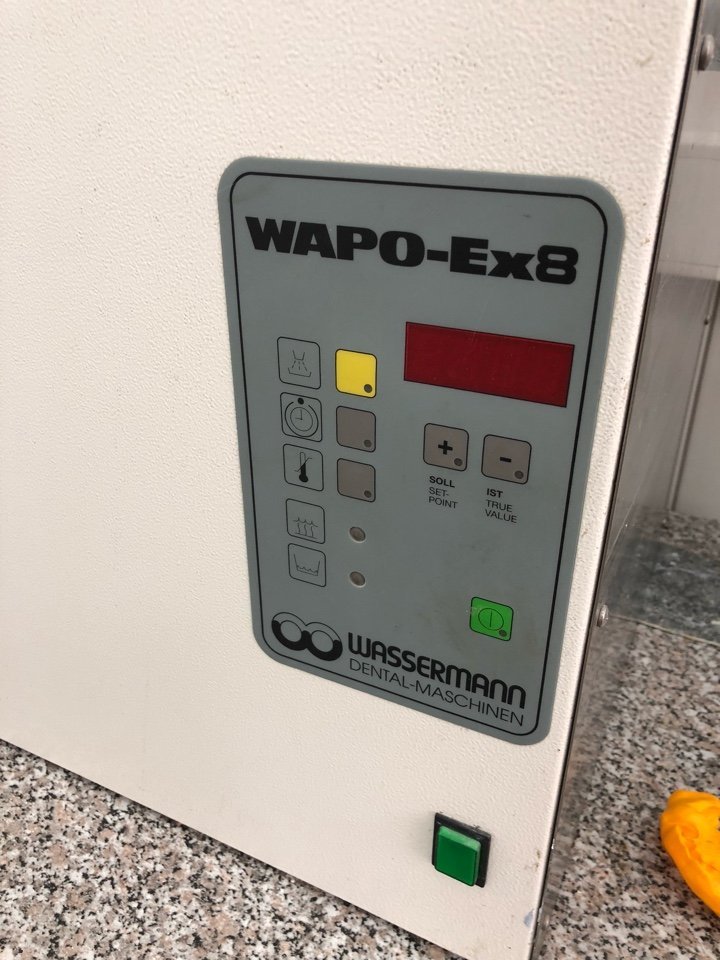 WAPO-Ex8
+
-
SOLL
SET-
POINT
IST
TRUE
VALUE
WASSERMANN
DENTAL-MASCHINEN